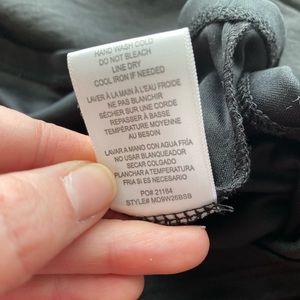 HAND WASH COLD
DO NOT BLEACH
LINE DRY
COOL IRON IF NEEDED
LAVER À LA MAIN À L'EAU FROIDE
NE PAS BLANCHIR
SÉCHER SUR UNE CORDE
REPASSER À BASSE
TEMPÉRATURE MOYENNE
AU BESOIN
LAVAR A MANO CON AGUA FRÍA
NO USAR BLANQUEADOR
SECAR COLGADO
PLANCHAR A TEMPERATURA
FRIA SI ES NECESARIO
PO# 21164
STYLE# MD9W25BSB